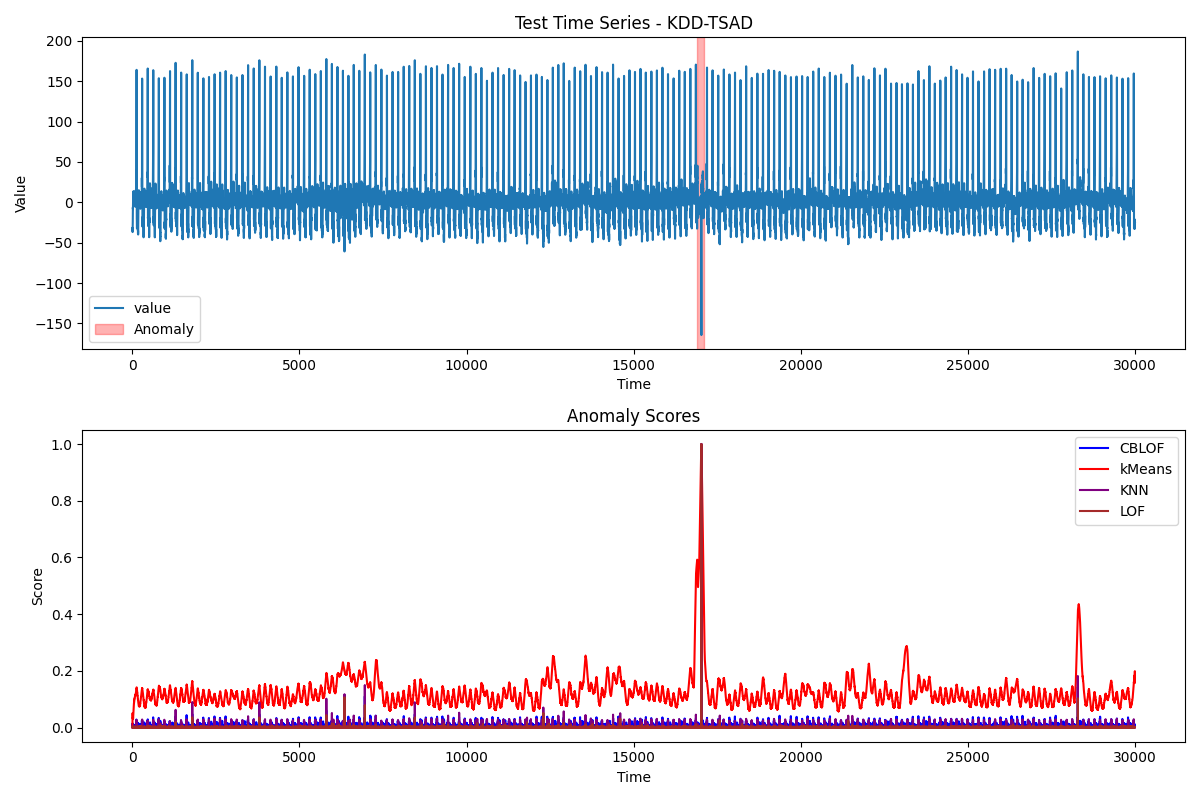 Test Time Series - KDD-TSAD
200
150
100
50
0
−50
−100
−150
Value
value
Anomaly
0 5000 10000 15000 20000 25000 30000
Time
Anomaly Scores
1.0
0.8
0.6
0.4
0.2
0.0
Score
CBLOF
kMeans
KNN
LOF
0 5000 10000 15000 20000 25000 30000
Time